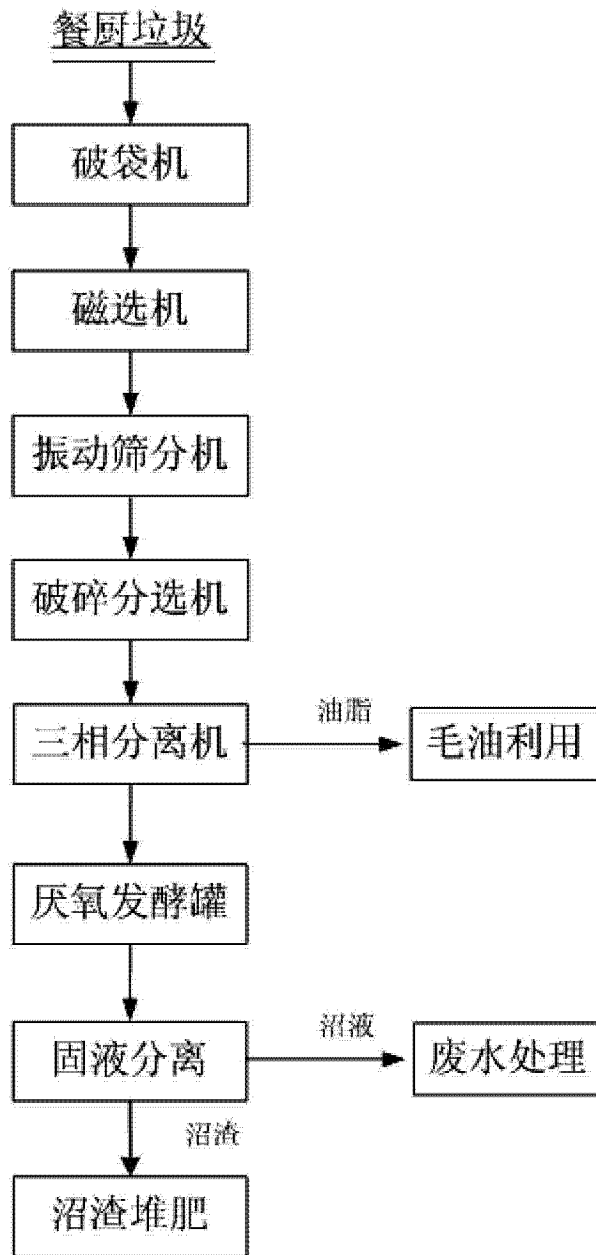 餐厨垃圾
破袋机
磁选机
振动筛分机
破碎分选机
三相分离机
油脂
毛油利用
厌氧发酵罐
固液分离
沼液
废水处理
沼渣
沼渣堆肥